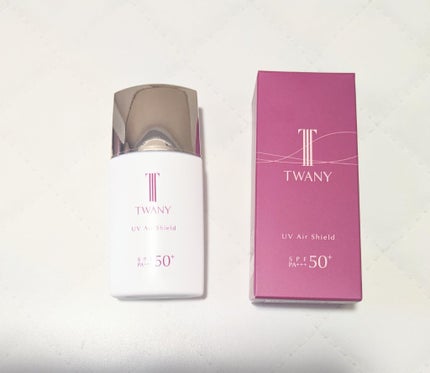 TWANY
UV Air Shield
SPF 50+
PA+++
TWANY
UV Air Shield
SPF 50+
PA+++